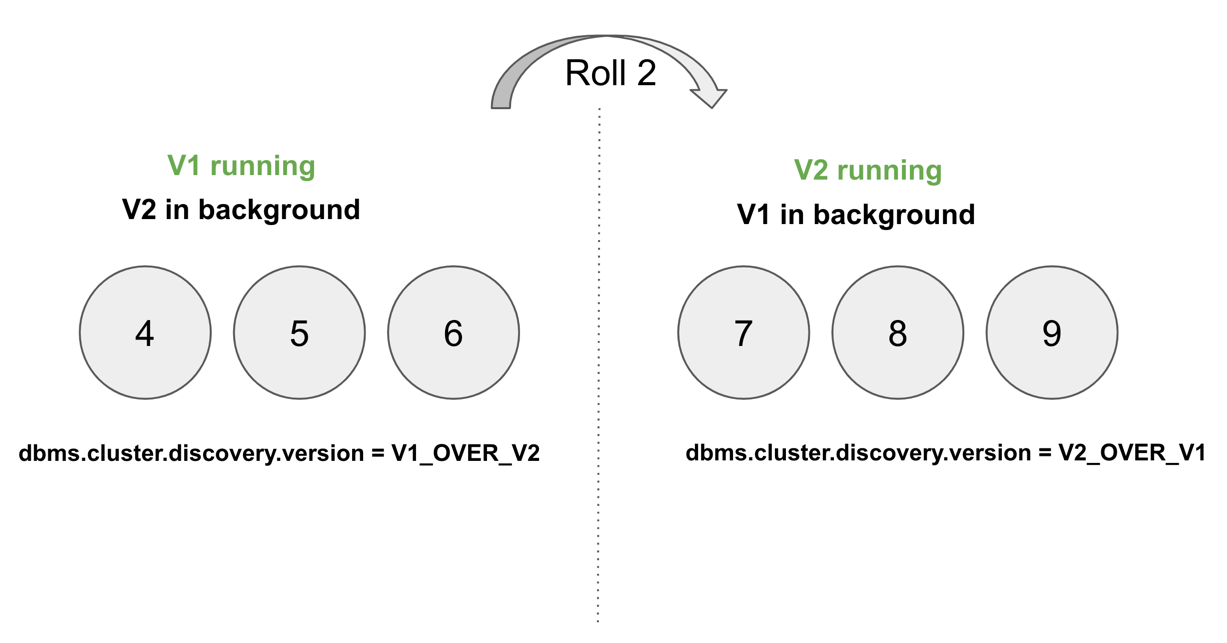 Roll 2
V1 running
V2 in background
4 5 6
dbms.cluster.discovery.version = V1_OVER_V2
V2 running
V1 in background
7 8 9
dbms.cluster.discovery.version = V2_OVER_V1